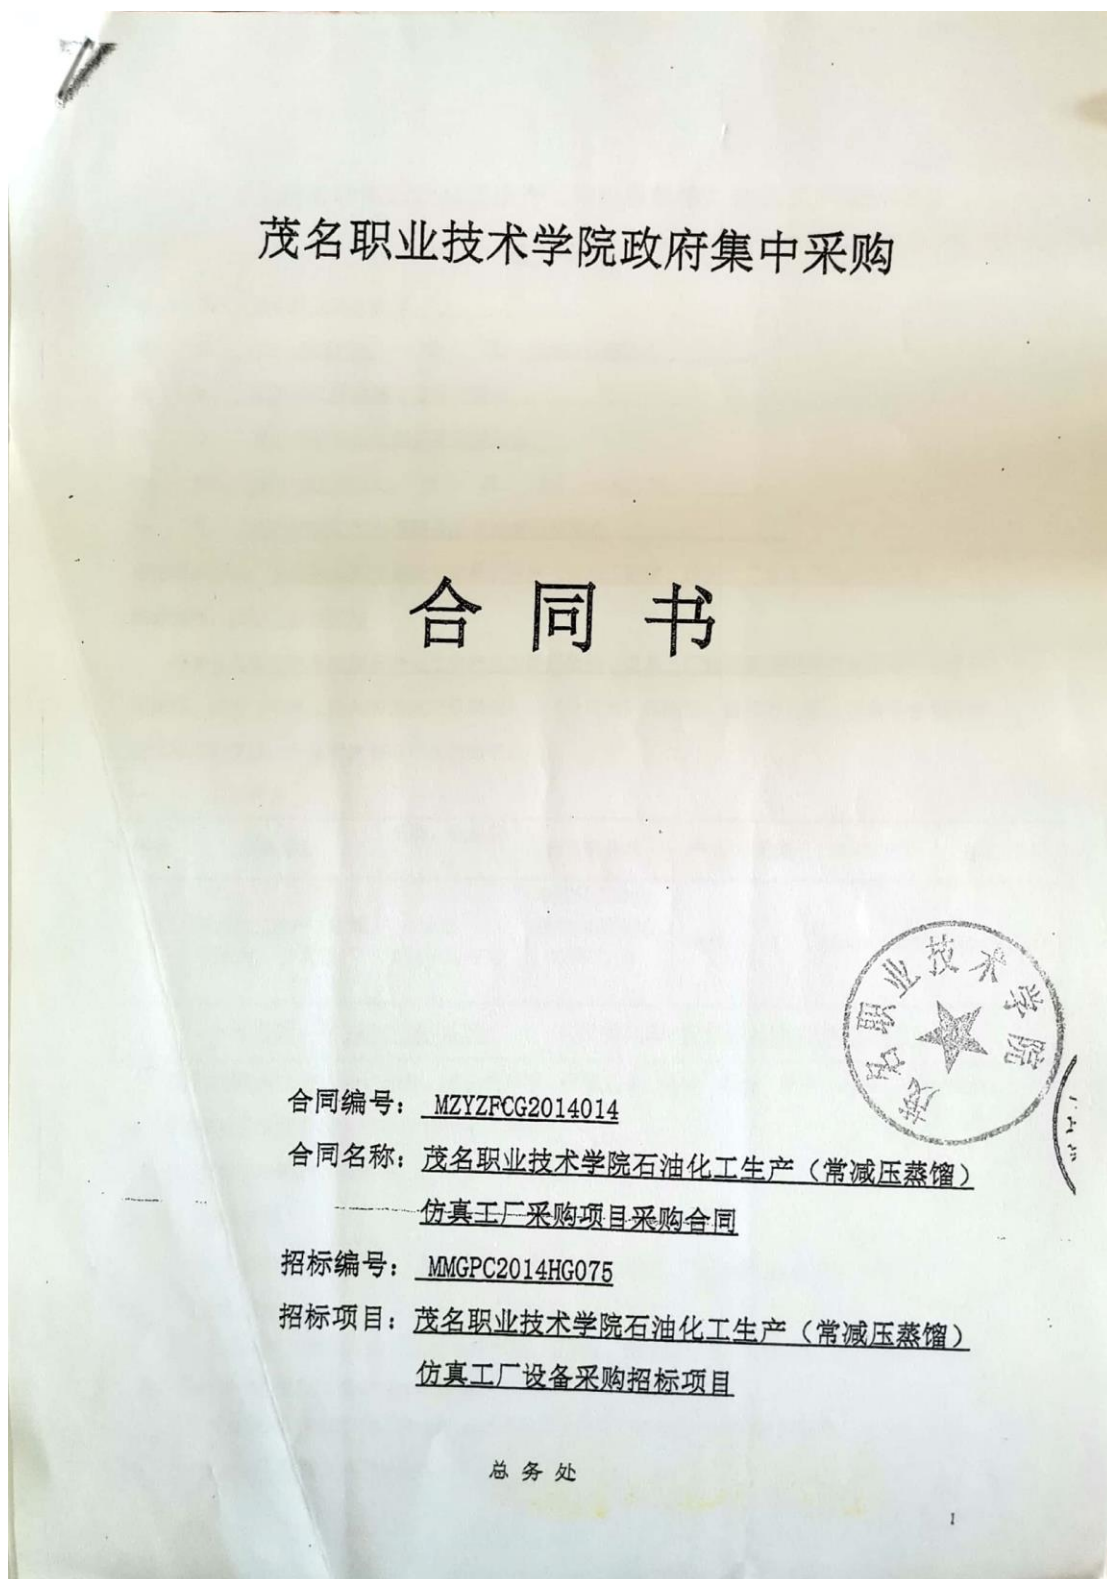 茂名职业技术学院政府集中采购
合同书
茂名职业技术学院
合同编号：MZYZFCG2014014
合同名称：茂名职业技术学院石油化工生产（常减压蒸馏）
仿真工厂采购项目采购合同
招标编号：MMGPC2014HG075
招标项目：茂名职业技术学院石油化工生产（常减压蒸馏）
仿真工厂设备采购招标项目
总务处
1